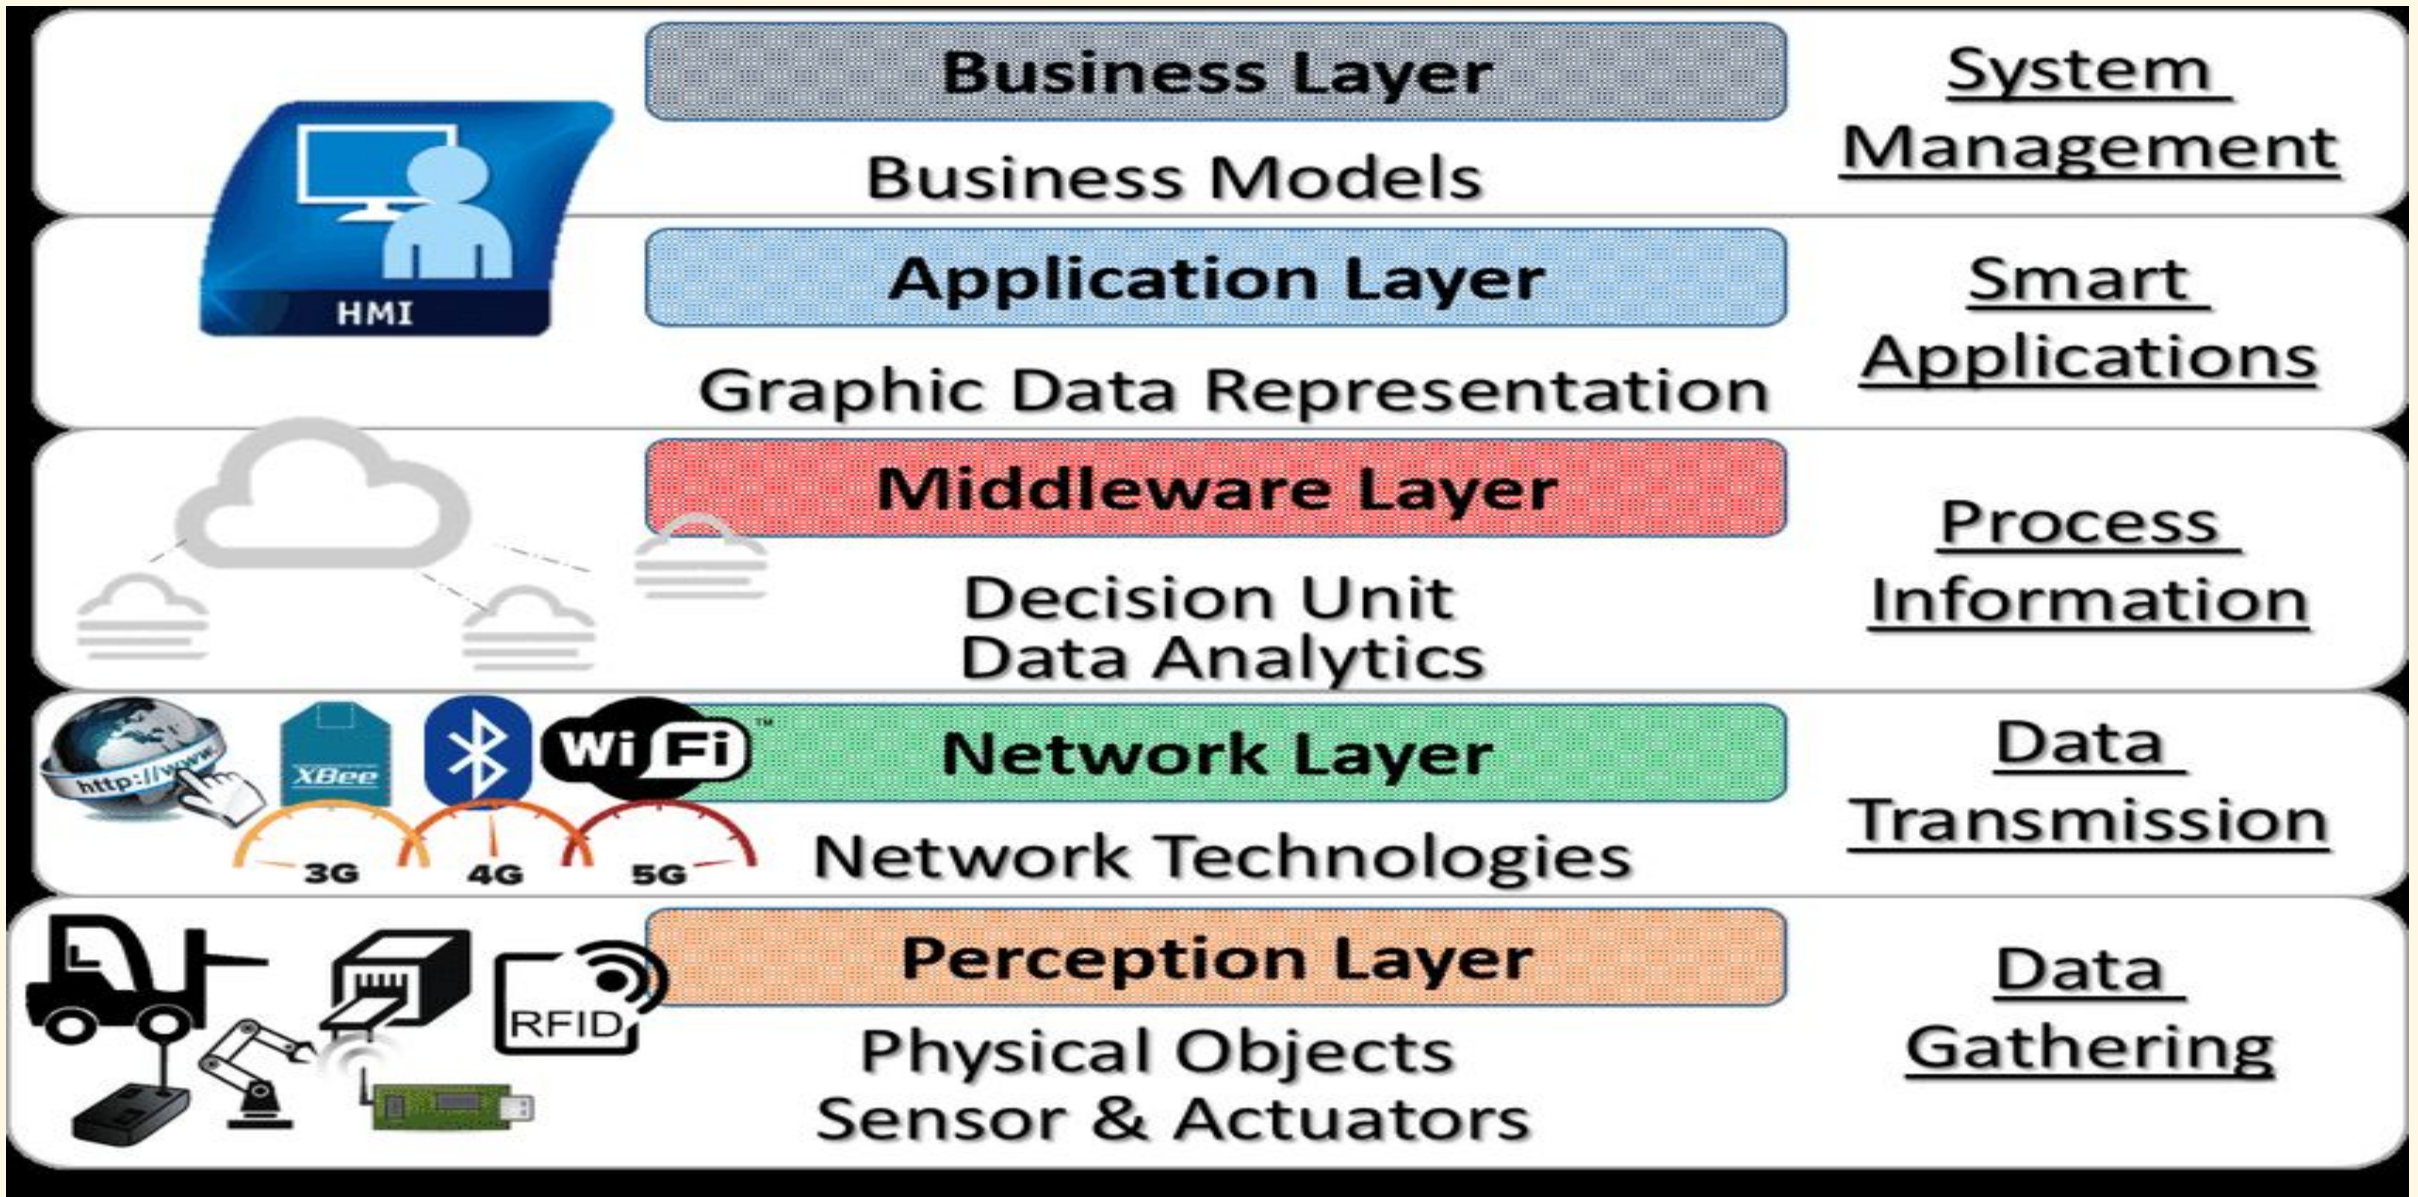 Business Layer
Business Models
System
Management
HMI
Application Layer
Graphic Data Representation
Smart
Applications
Middleware Layer
Decision Unit
Data Analytics
Process
Information
http://www.
XBee
WiFi™
3G
4G
5G
Network Layer
Network Technologies
Data
Transmission
RFID
Perception Layer
Physical Objects
Sensor & Actuators
Data
Gathering